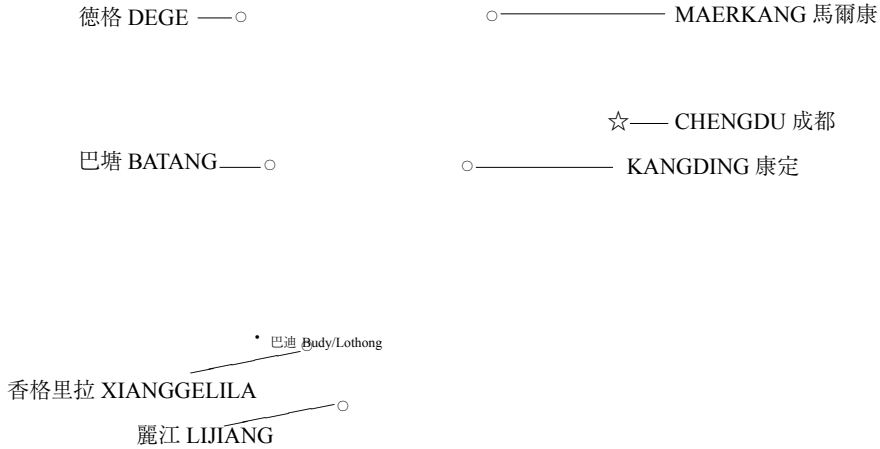 德格 DEGE
MAERKANG 馬爾康
CHENGDU 成都
巴塘 BATANG
KANGDING 康定
巴迪 Budy/Lothong
香格里拉 XIANGGELILA
麗江 LIJIANG